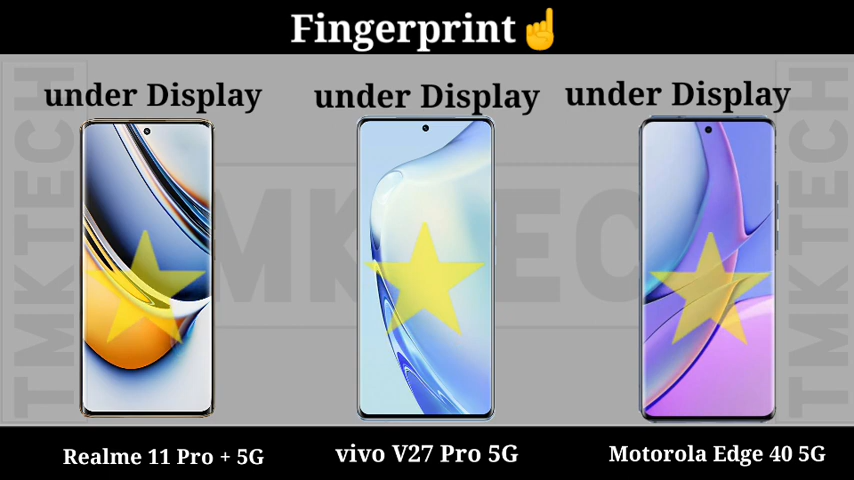 Fingerprint☝
under Display
under Display
under Display
TMKTECH
TMKTECH
TMKTECH
Realme 11 Pro + 5G
vivo V27 Pro 5G
Motorola Edge 40 5G